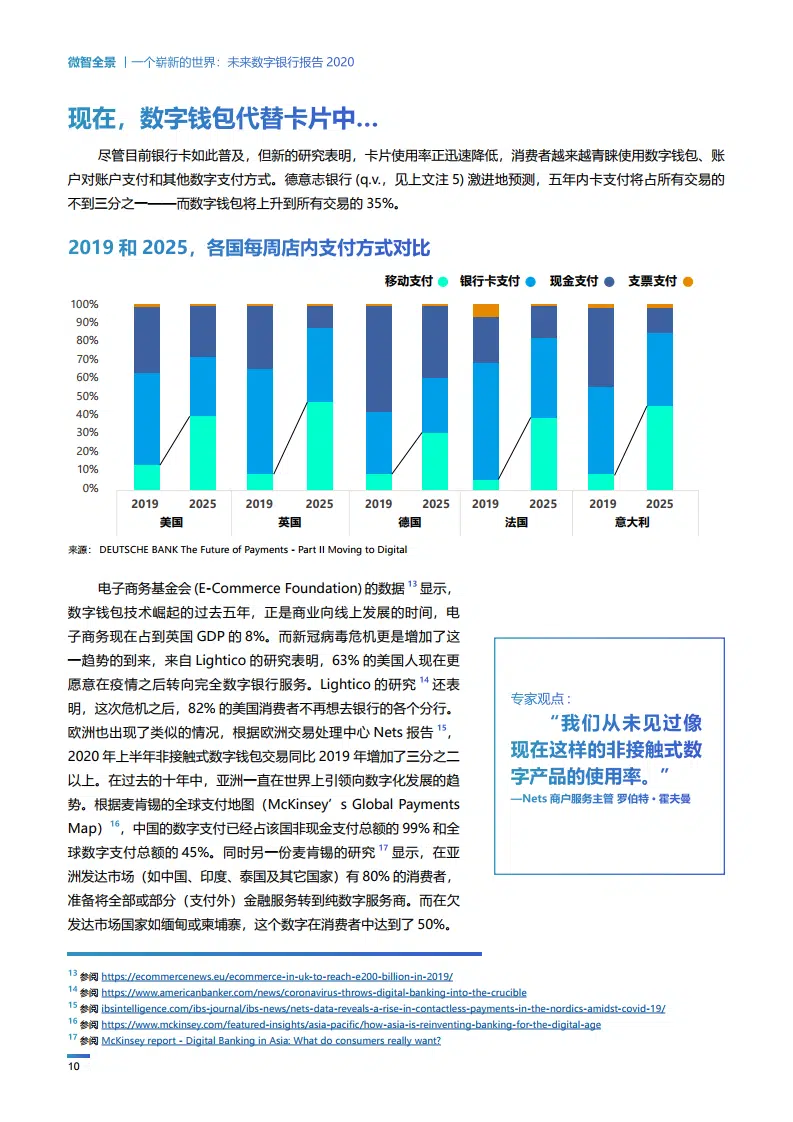 微智全景 | 一个崭新的世界：未来数字银行报告 2020
现在，数字钱包代替卡片中...
尽管目前银行卡如此普及，但新的研究表明，卡片使用率正迅速降低，消费者越来越青睐使用数字钱包、账
户对账户支付和其他数字支付方式。德意志银行 (q.v.，见上文注 5) 激进地预测，五年内卡支付将占所有交易的
不到三分之一——而数字钱包将上升到所有交易的 35%。
2019 和 2025，各国每周店内支付方式对比
移动支付 银行卡支付 现金支付 支票支付
100%
90%
80%
70%
60%
50%
40%
30%
20%
10%
0%
2019 2025 2019 2025 2019 2025 2019 2025 2019 2025
美国 英国 德国 法国 意大利
来源： DEUTSCHE BANK The Future of Payments - Part II Moving to Digital
电子商务基金会 (E-Commerce Foundation) 的数据 13 显示，
数字钱包技术崛起的过去五年，正是商业向线上发展的时间，电
子商务现在占到英国 GDP 的 8%。而新冠病毒危机更是增加了这
一趋势的到来，来自 Lightico 的研究表明，63% 的美国人现在更
愿意在疫情之后转向完全数字银行服务。Lightico 的研究 14 还表
明，这次危机之后，82% 的美国消费者不再想去银行的各个分行。
欧洲也出现了类似的情况，根据欧洲交易处理中心 Nets 报告 15，
2020 年上半年非接触式数字钱包交易同比 2019 年增加了三分之二
以上。在过去的十年中，亚洲一直在世界上引领向数字化发展的趋
势。根据麦肯锡的全球支付地图（McKinsey’s Global Payments
Map）16，中国的数字支付已经占该国非现金支付总额的 99% 和全
球数字支付总额的 45%。同时另一份麦肯锡的研究 17 显示，在亚
洲发达市场（如中国、印度、泰国及其它国家）有 80% 的消费者，
准备将全部或部分（支付外）金融服务转到纯数字服务商。而在欠
发达市场国家如缅甸或柬埔寨，这个数字在消费者中达到了 50%。
专家观点：
“我们从未见过像
现在这样的非接触式数
字产品的使用率。”
—Nets 商户服务主管 罗伯特·霍夫曼
13 参阅 https://ecommercenews.eu/ecommerce-in-uk-to-reach-e200-billion-in-2019/
14 参阅 https://www.americanbanker.com/news/coronavirus-throws-digital-banking-into-the-crucible
15 参阅 ibsintelligence.com/ibs-journal/ibs-news/nets-data-reveals-a-rise-in-contactless-payments-in-the-nordics-amidst-covid-19/
16 参阅 https://www.mckinsey.com/featured-insights/asia-pacific/how-asia-is-reinventing-banking-for-the-digital-age
17 参阅 McKinsey report - Digital Banking in Asia: What do consumers really want?
10